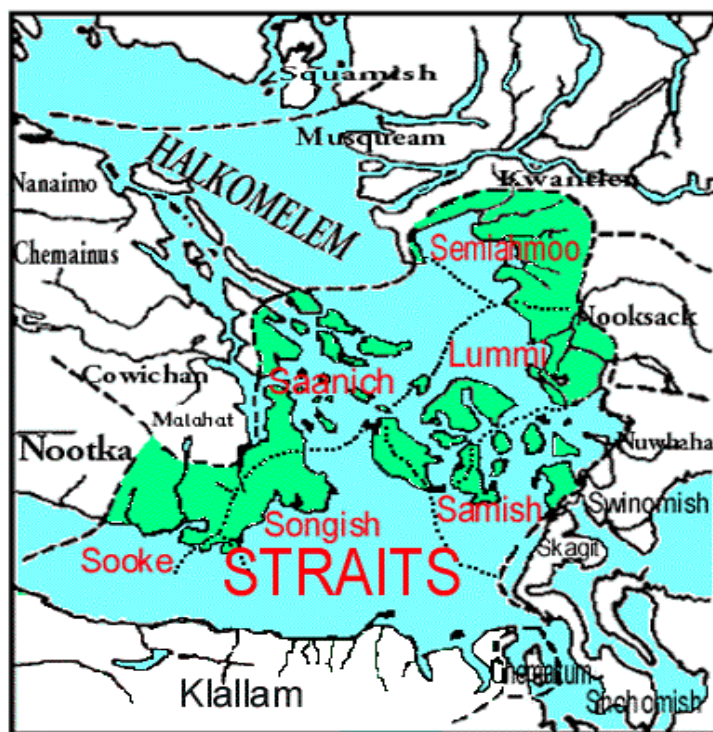 Squamish
Musqueam
HALKOMELEM
Nanaimo
Kwantlen
Chemainus
Semiahmoo
Nooksack
Lummi
Cowichan
Saanich
Malahat
Nootka
Nuwhaha
Swinomish
Samish
Songish
Sooke
STRAITS
Skagit
Chemakum
Klallam
Snohomish